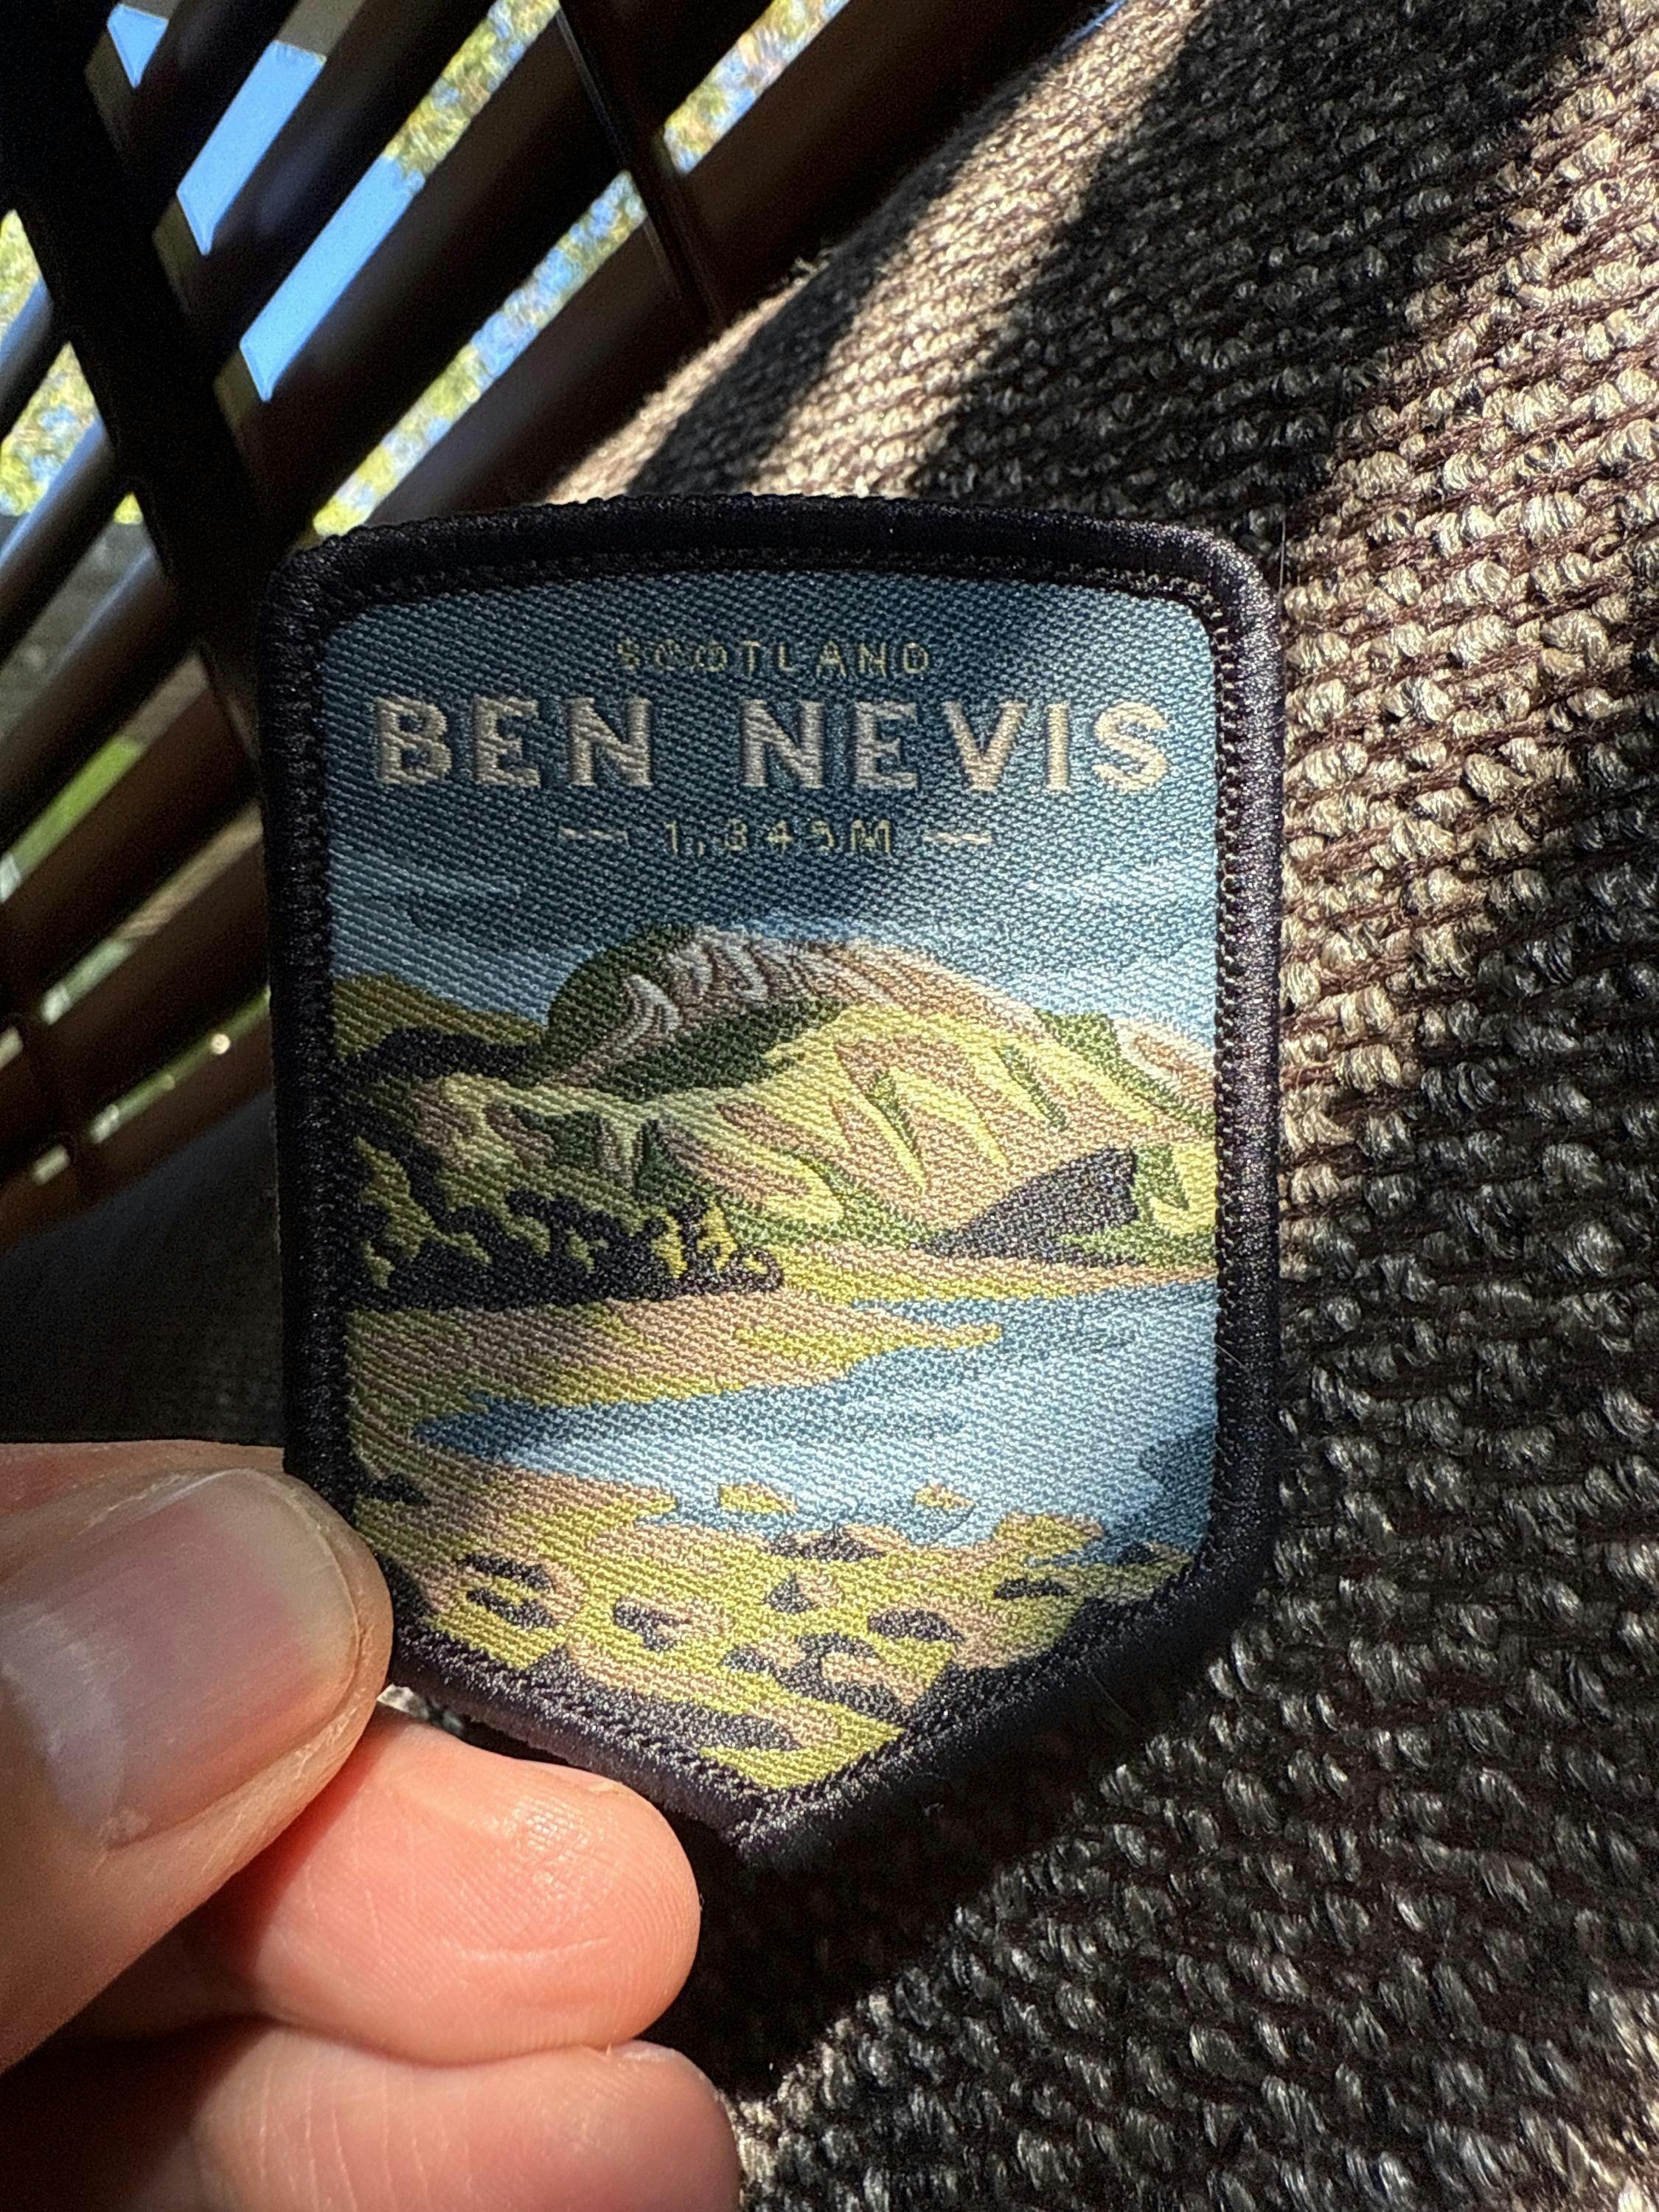 SCOTLAND
BEN NEVIS
— 1,345M —